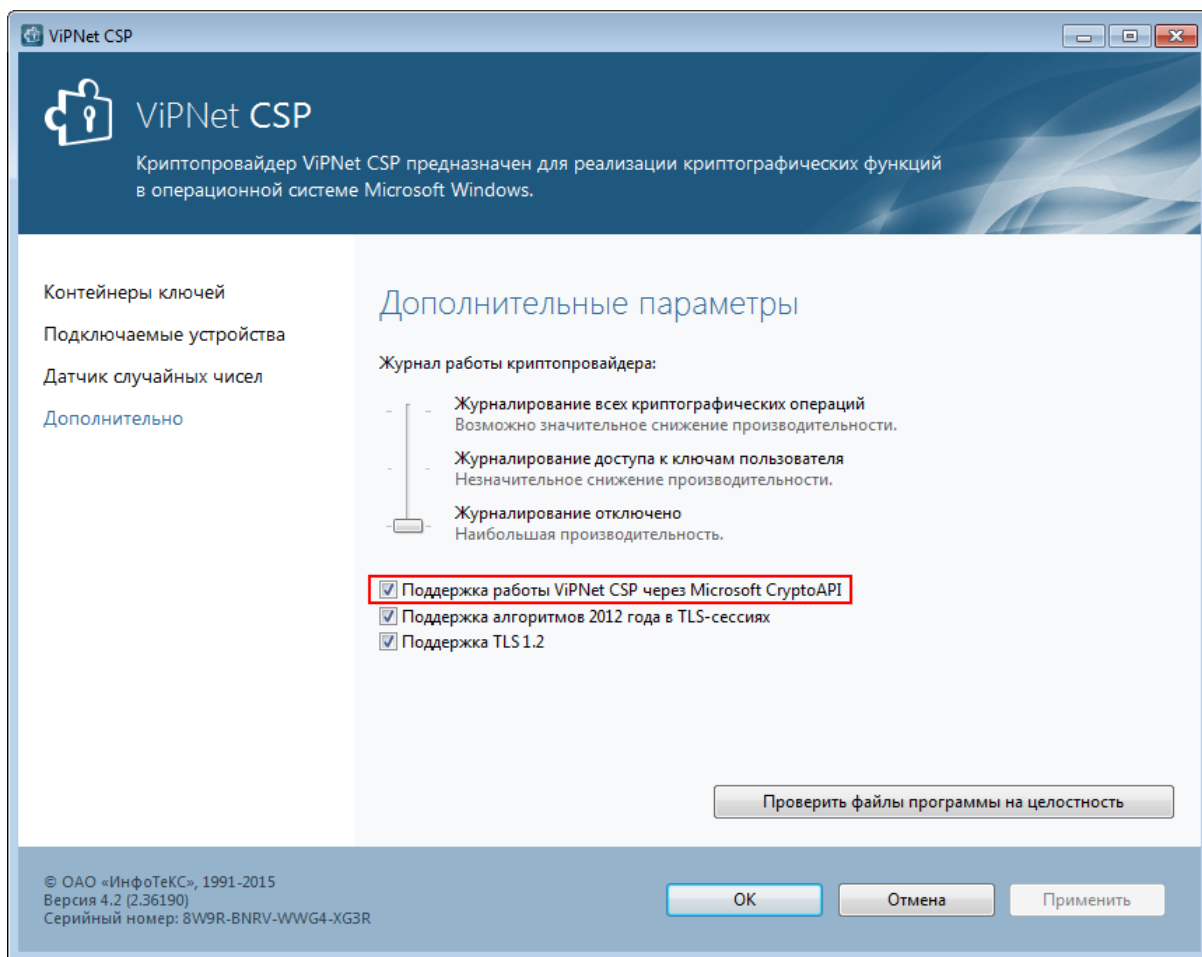 ViPNet CSP
ViPNet CSP
Криптопровайдер ViPNet CSP предназначен для реализации криптографических функций
в операционной системе Microsoft Windows.
Контейнеры ключей
Подключаемые устройства
Датчик случайных чисел
Дополнительно
Дополнительные параметры
Журнал работы криптопровайдера:
Журналирование всех криптографических операций
Возможно значительное снижение производительности.
Журналирование доступа к ключам пользователя
Незначительное снижение производительности.
Журналирование отключено
Наибольшая производительность.
Поддержка работы ViPNet CSP через Microsoft CryptoAPI
Поддержка алгоритмов 2012 года в TLS-сессиях
Поддержка TLS 1.2
Проверить файлы программы на целостность
© ОАО «ИнфоТеКС», 1991-2015
Версия 4.2 (2.36190)
Серийный номер: 8W9R-BNRV-WWG4-XG3R
OK
Отмена
Применить